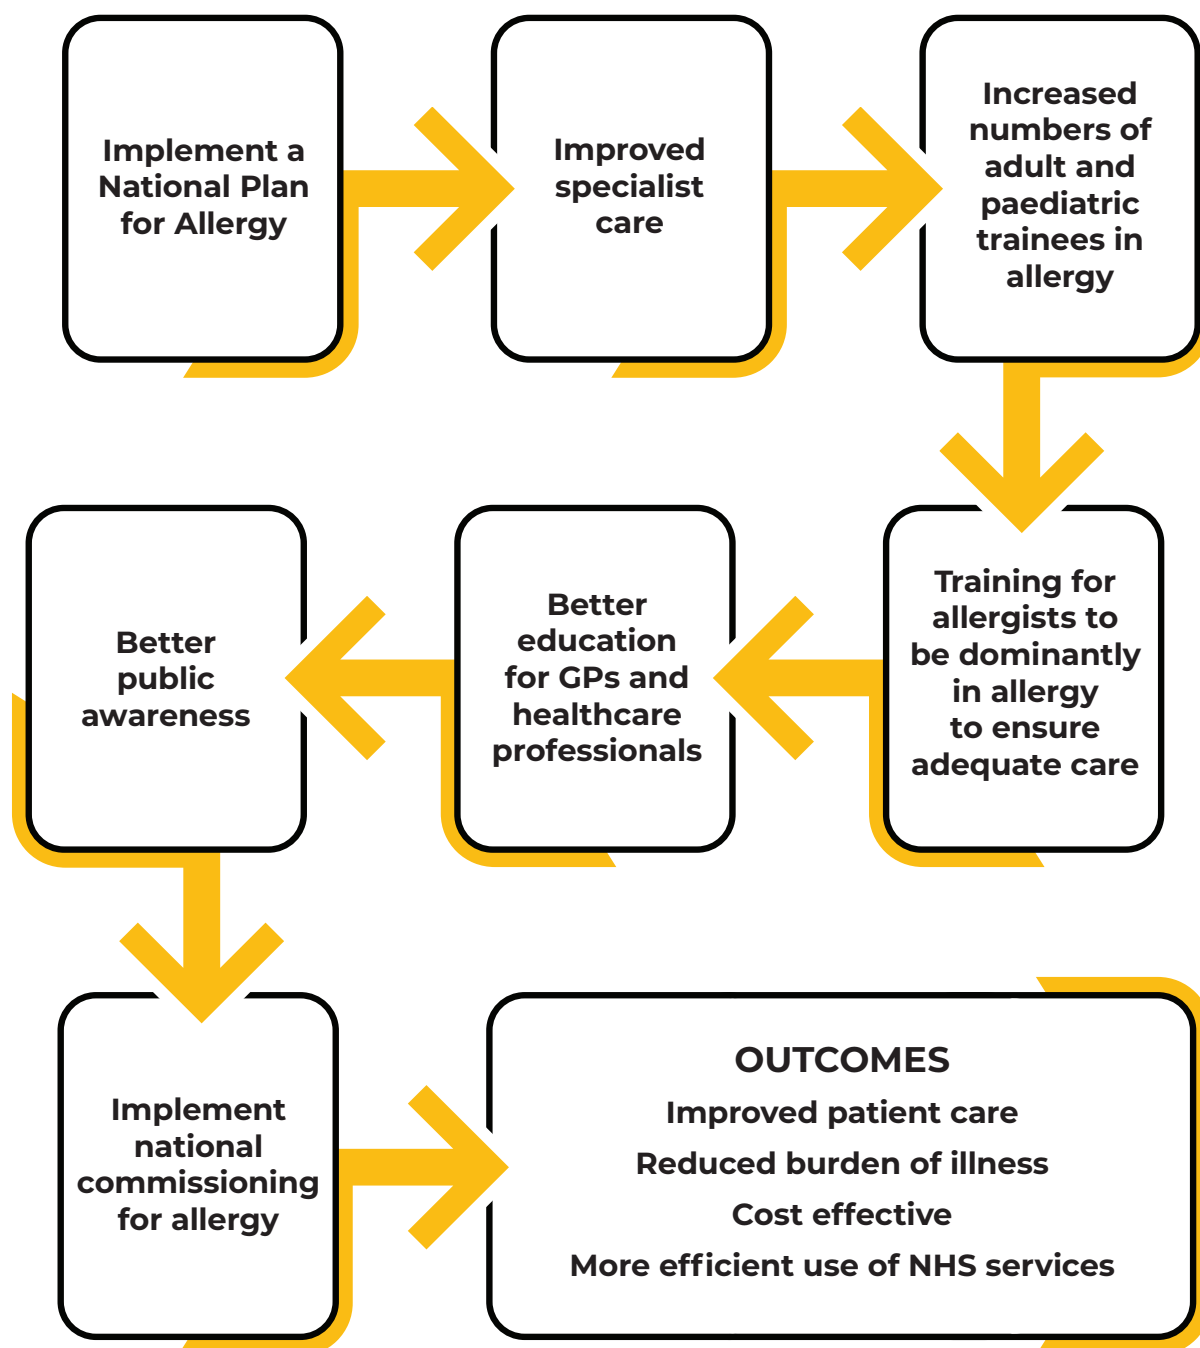 Implement a
National Plan
for Allergy
Improved
specialist
care
Increased
numbers of
adult and
paediatric
trainees in
allergy
Training for
allergists to
be dominantly
in allergy
to ensure
adequate care
Better
education
for GPs and
healthcare
professionals
Better
public
awareness
Implement
national
commissioning
for allergy
OUTCOMES
Improved patient care
Reduced burden of illness
Cost effective
More efficient use of NHS services